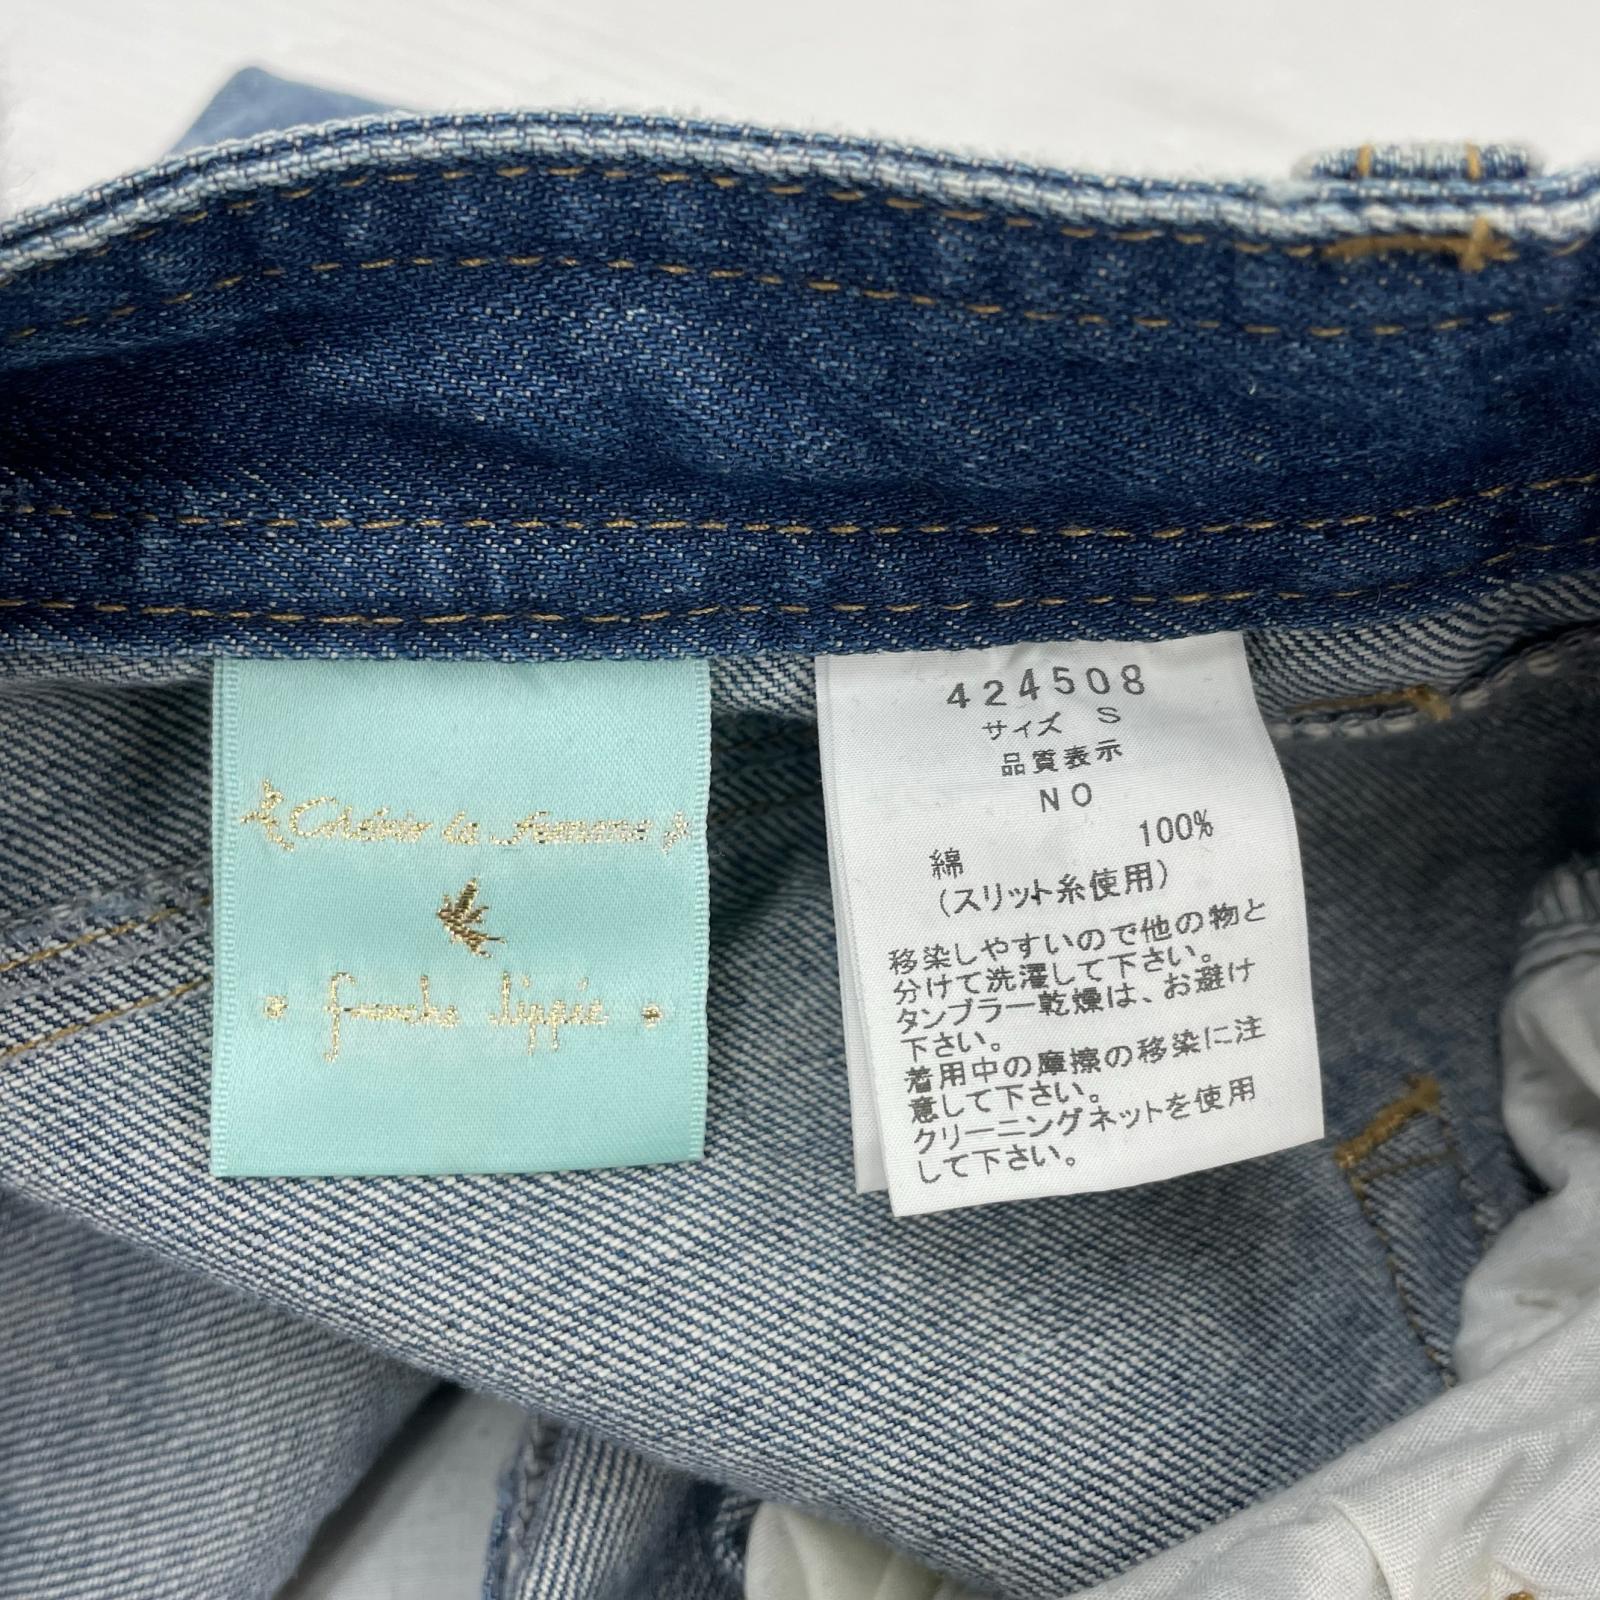 franche lippée
424508
サイズ S
品質表示
NO
綿 100%
(スリット糸使用)
移染しやすいので他の物と
分けて洗濯して下さい。
タンブラー乾燥は、お避け
下さい。
着用中の摩擦の移染に注
意して下さい。
クリーニングネットを使用
して下さい。